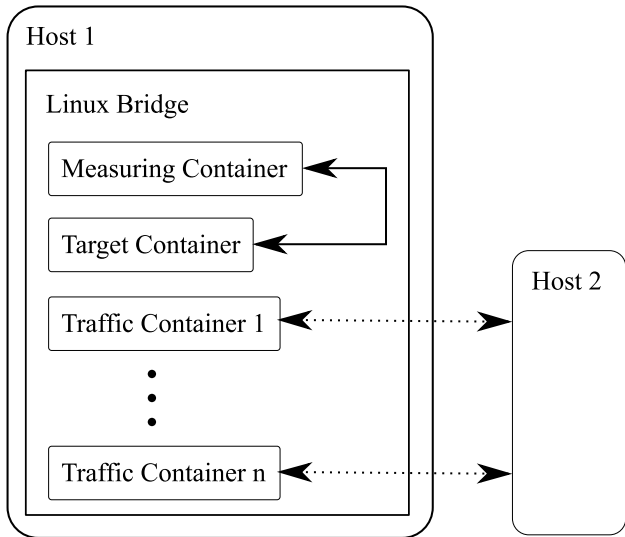 Host 1
Linux Bridge
Measuring Container
Target Container
Traffic Container 1
Host 2
Traffic Container n